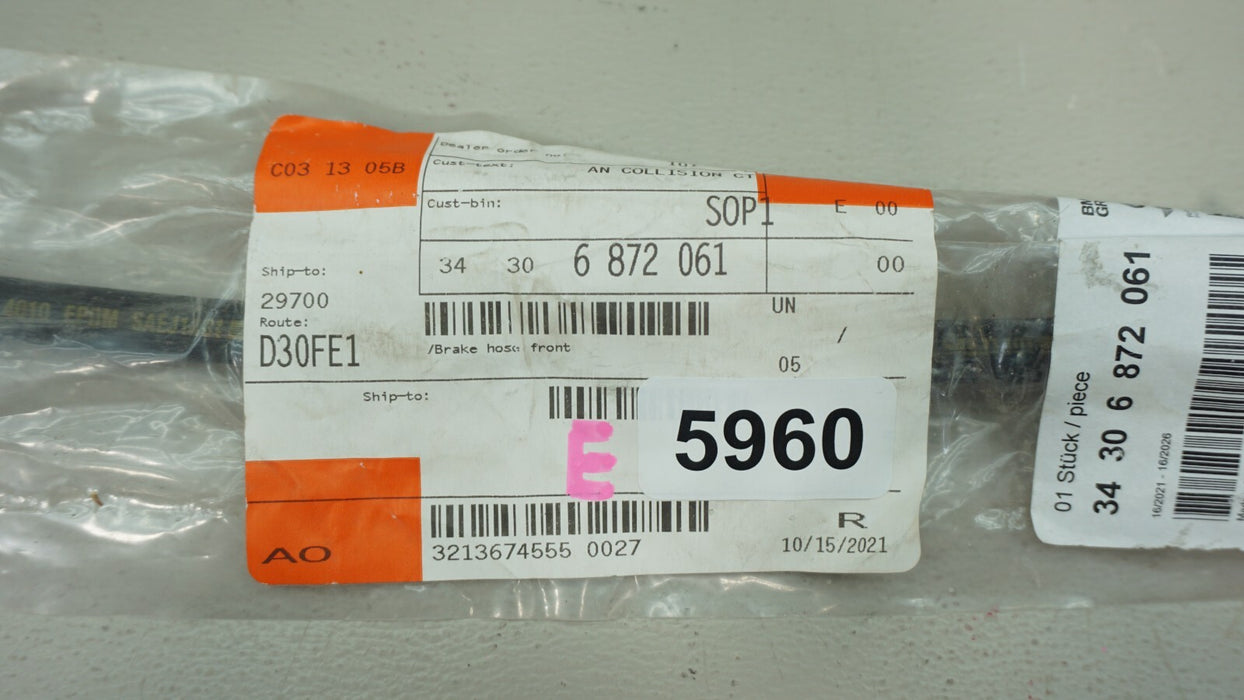 C03 13 05B
Dealer Order
Cust-text:
AN COLLISION CT
Cust-bin:
SOP1
E 00
34 30 6 872 061
00
Ship-to:
29700
Route:
D30FE1
/Brake hose front
UN
/
05
Ship-to:
5960
E
AO
3213674555 0027
R
10/15/2021
01 Stück / piece
34 30 6 872 061
16/2021 - 16/2026